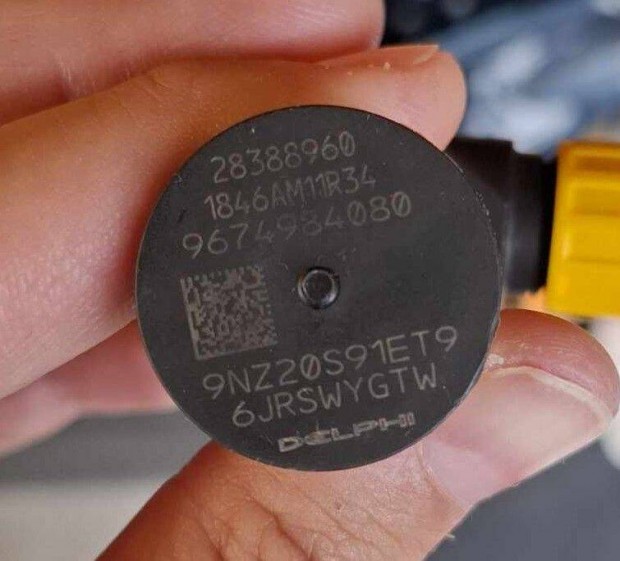 28388960
1846AM11R34
9674984080
9NZ20S91ET9
6JRSWYGTW
DELPHI